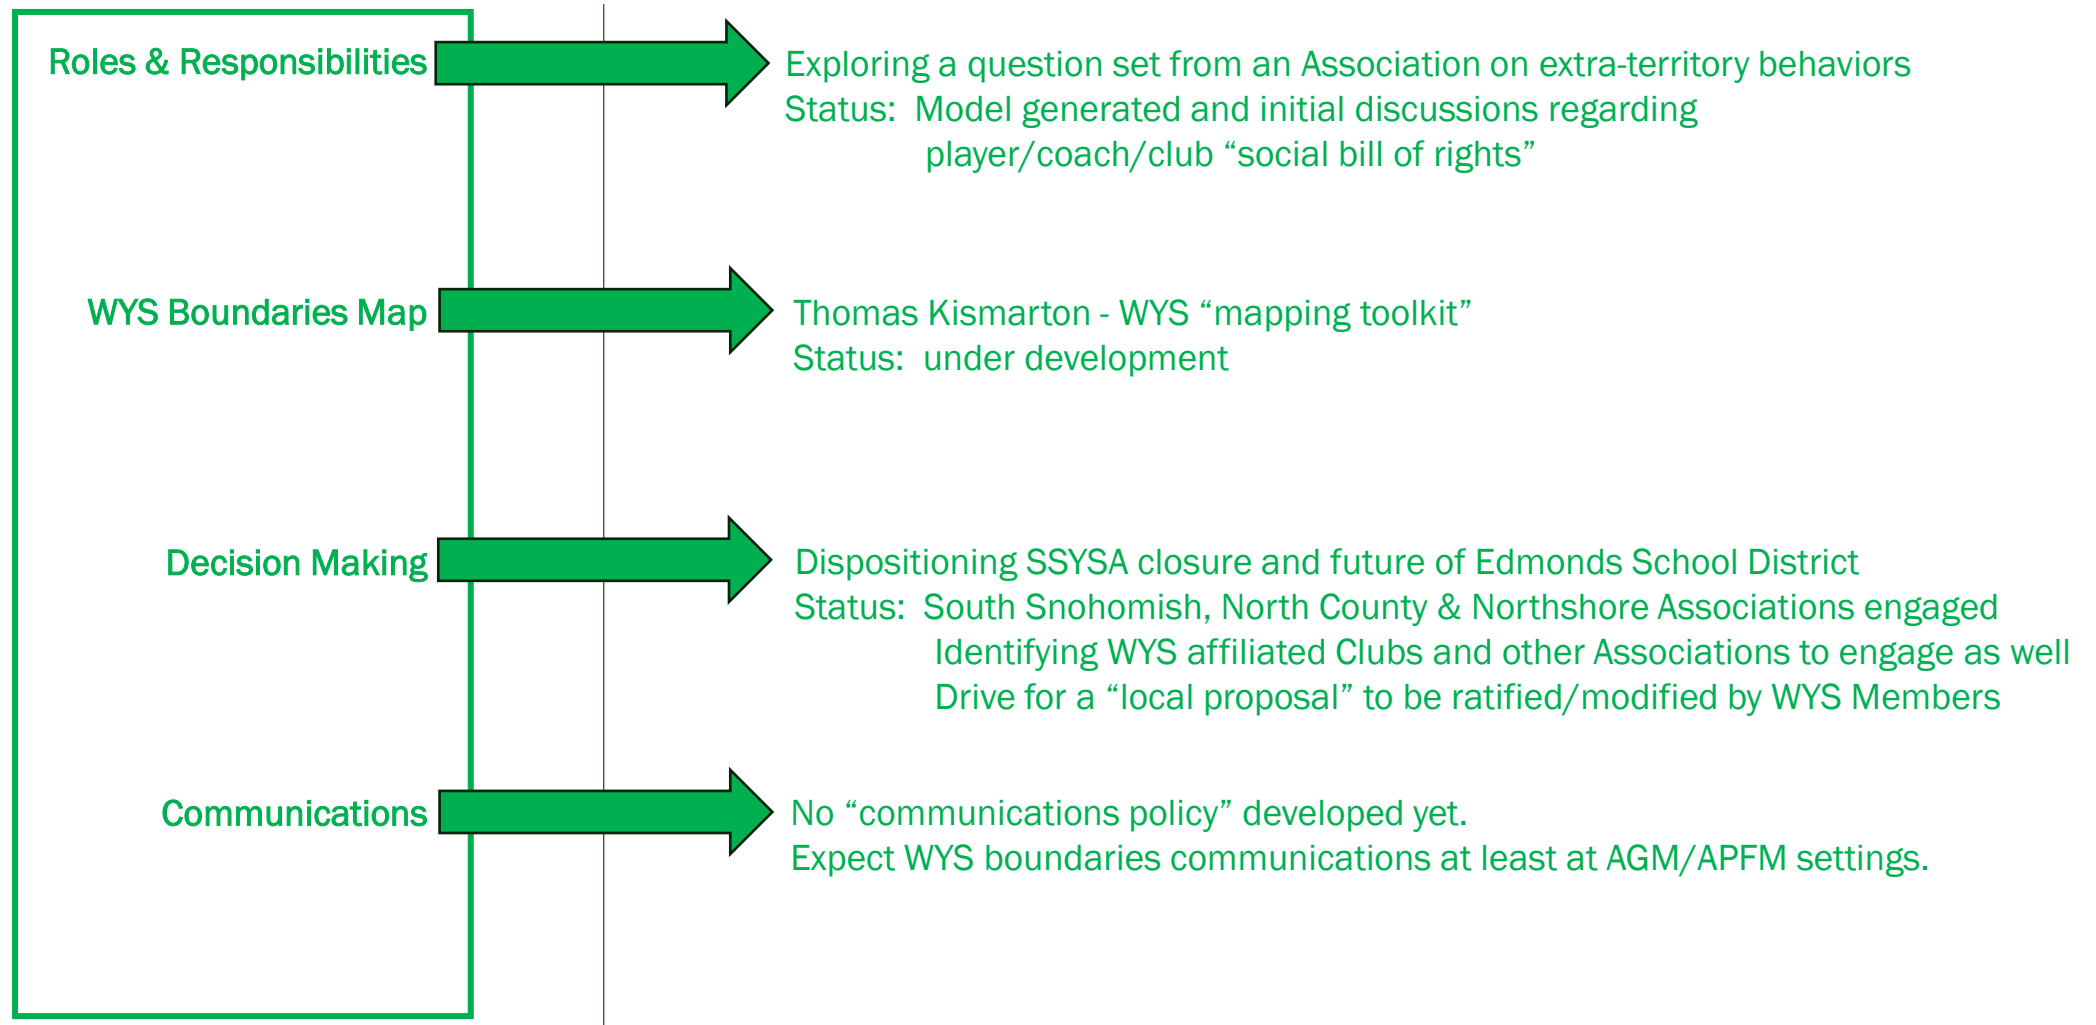 Roles & Responsibilities
Exploring a question set from an Association on extra-territory behaviors
Status:  Model generated and initial discussions regarding
player/coach/club “social bill of rights”
WYS Boundaries Map
Thomas Kismarton - WYS “mapping toolkit”
Status:  under development
Decision Making
Dispositioning SSYSA closure and future of Edmonds School District
Status:  South Snohomish, North County & Northshore Associations engaged
Identifying WYS affiliated Clubs and other Associations to engage as well
Drive for a “local proposal” to be ratified/modified by WYS Members
Communications
No “communications policy” developed yet.
Expect WYS boundaries communications at least at AGM/APFM settings.